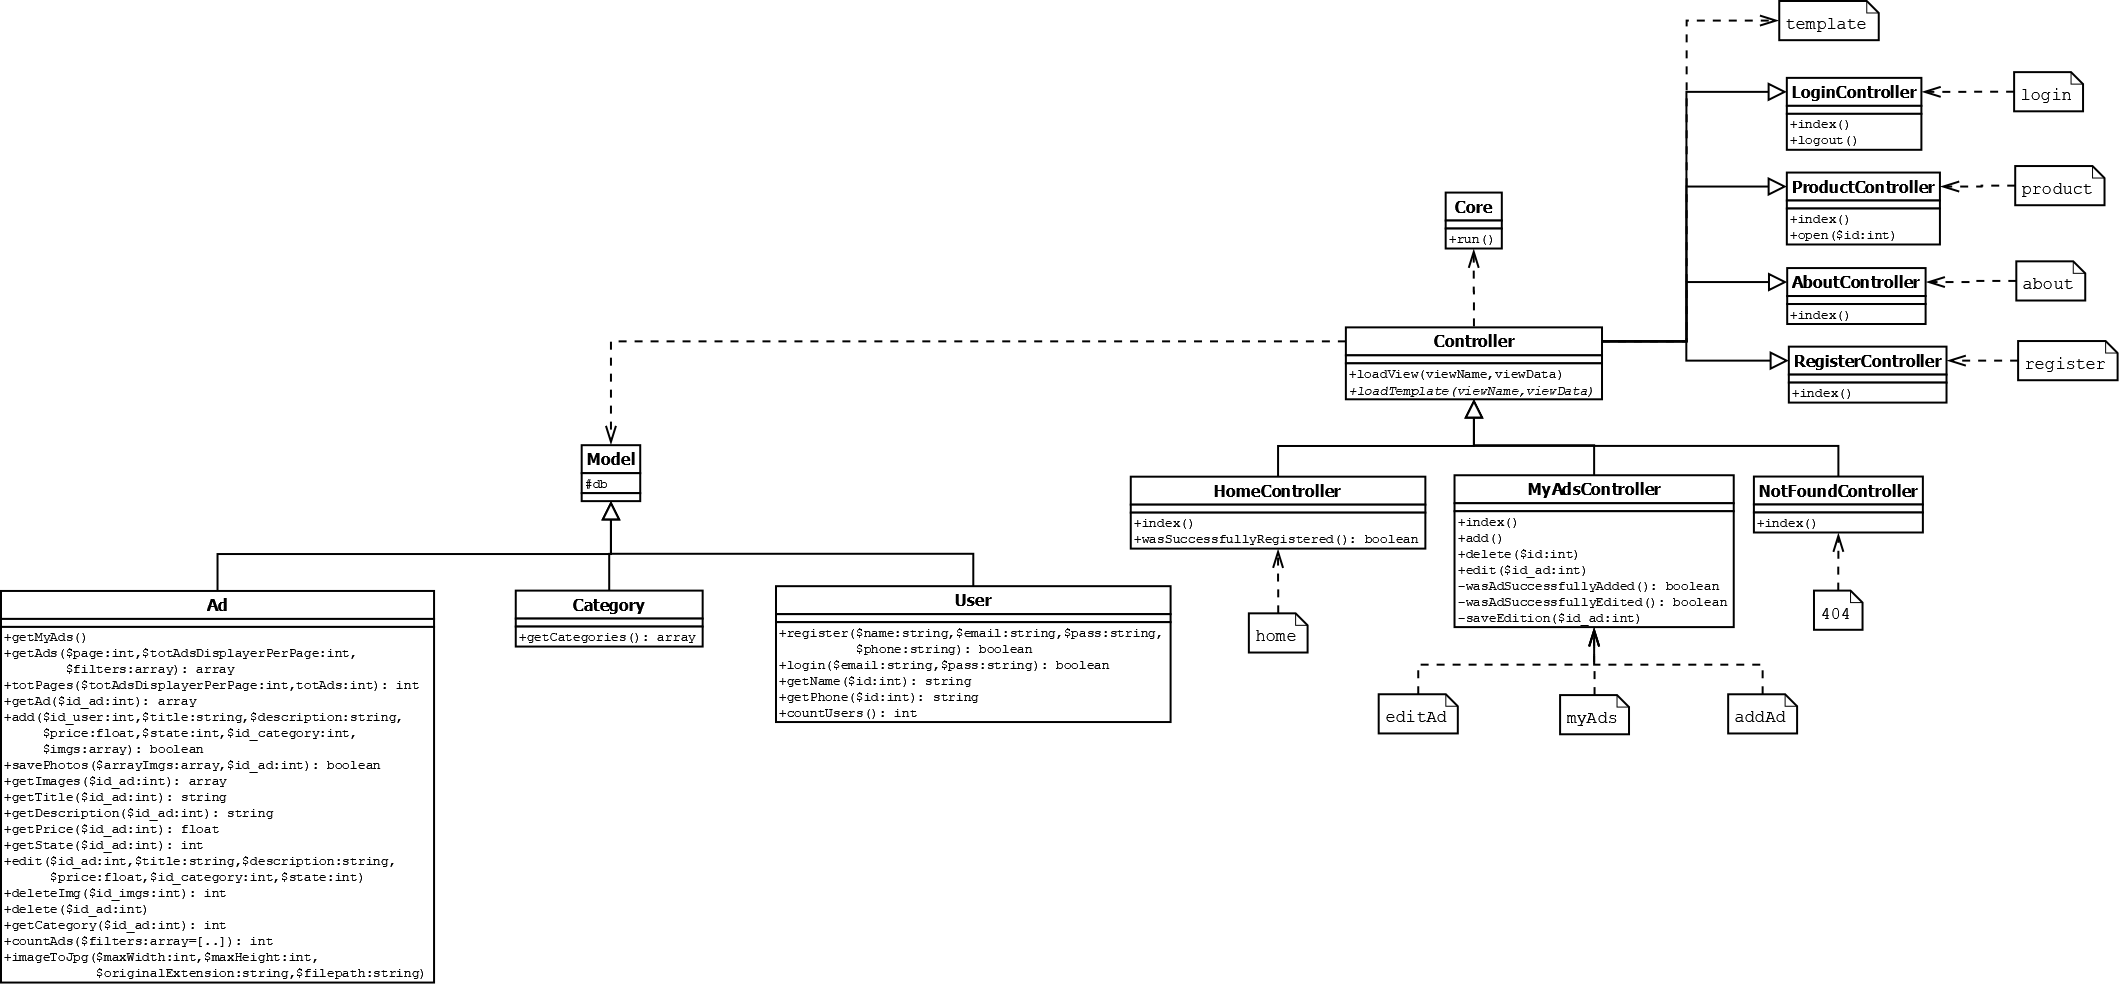 template
LoginController
+index()
+logout()
login
ProductController
+index()
+open($id:int)
product
Core
+run()
AboutController
+index()
about
Controller
+loadView(viewName,viewData)
+loadTemplate(viewName,viewData)
RegisterController
+index()
register
Model
#db
HomeController
+index()
+wasSuccessfullyRegistered(): boolean
MyAdsController
+index()
+add()
+delete($id:int)
+edit($id_ad:int)
-wasAdSuccessfullyAdded(): boolean
-wasAdSuccessfullyEdited(): boolean
-saveEdition($id_ad:int)
NotFoundController
+index()
home
404
editAd
myAds
addAd
Ad
+getMyAds()
+getAds($page:int,$totAdsDisplayerPerPage:int,
$filters:array): array
+totPages($totAdsDisplayerPerPage:int,totAds:int): int
+getAd($id_ad:int): array
+add($id_user:int,$title:string,$description:string,
$price:float,$state:int,$id_category:int,
$imgs:array): boolean
+savePhotos($arrayImgs:array,$id_ad:int): boolean
+getImages($id_ad:int): array
+getTitle($id_ad:int): string
+getDescription($id_ad:int): string
+getPrice($id_ad:int): float
+getState($id_ad:int): int
+edit($id_ad:int,$title:string,$description:string,
$price:float,$id_category:int,$state:int)
+deleteImg($id_imgs:int): int
+delete($id_ad:int)
+getCategory($id_ad:int): int
+countAds($filters:array=[..]): int
+imageToJpg($maxWidth:int,$maxHeight:int,
$originalExtension:string,$filepath:string)
Category
+getCategories(): array
User
+register($name:string,$email:string,$pass:string,
$phone:string): boolean
+login($email:string,$pass:string): boolean
+getName($id:int): string
+getPhone($id:int): string
+countUsers(): int